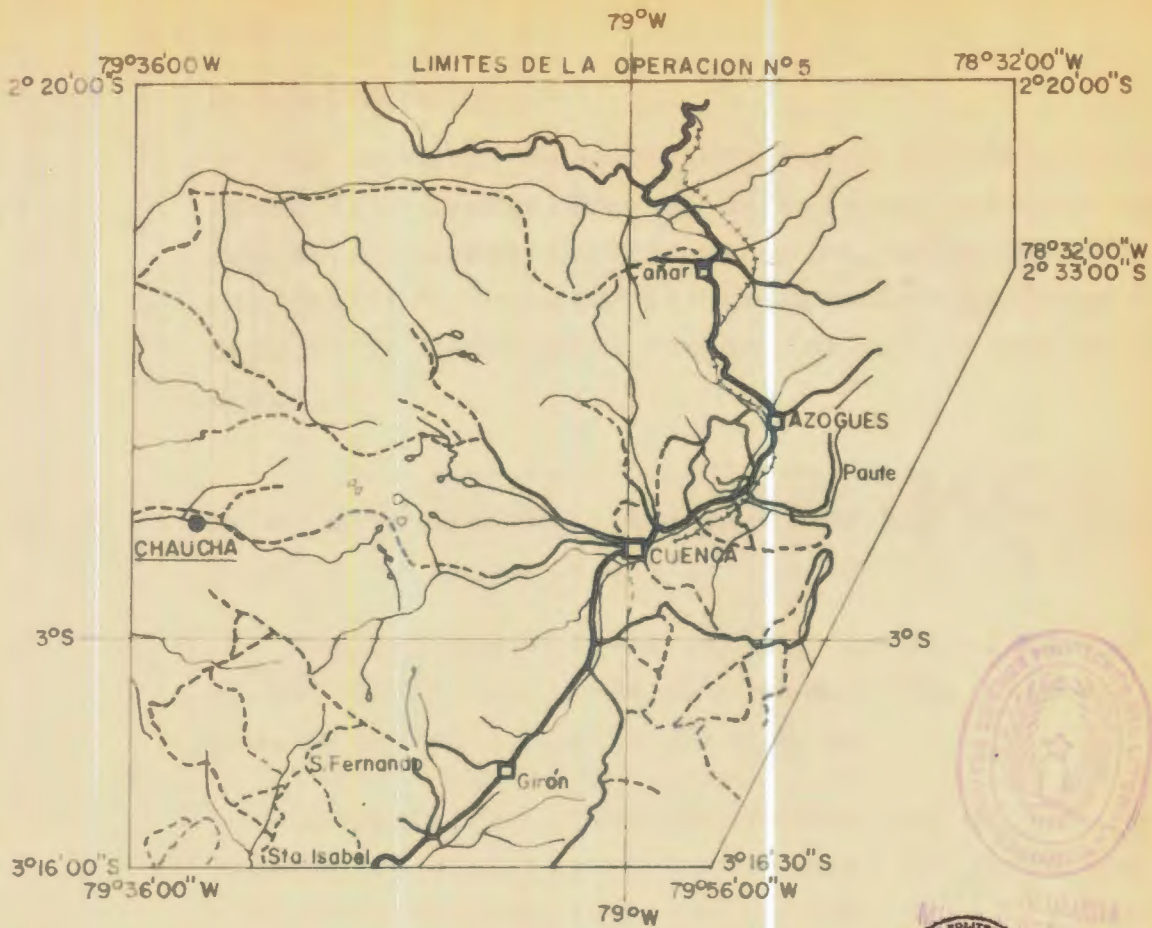 79°W
79°36'00"W
LIMITES DE LA OPERACION N°5
78°32'00"W
2°20'00"S
2°20'00"S
78°32'00"W
2°33'00"S
añar
AZOGUES
Paute
CHAUCHA
CUENCA
3°S
3°S
S. Fernando
Girón
Sta. Isabel
3°16'00"S
3°16'30"S
79°36'00"W
79°56'00"W
79°W